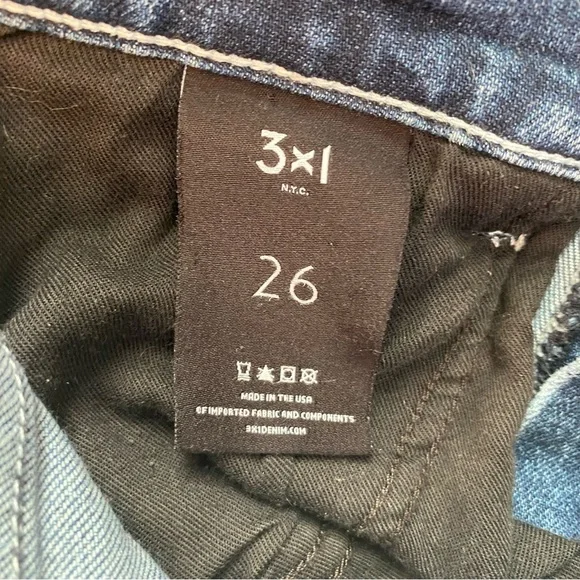 3x1
N.Y.C.
26
MADE IN THE USA
OF IMPORTED FABRIC AND COMPONENTS
3X1DENIM.COM